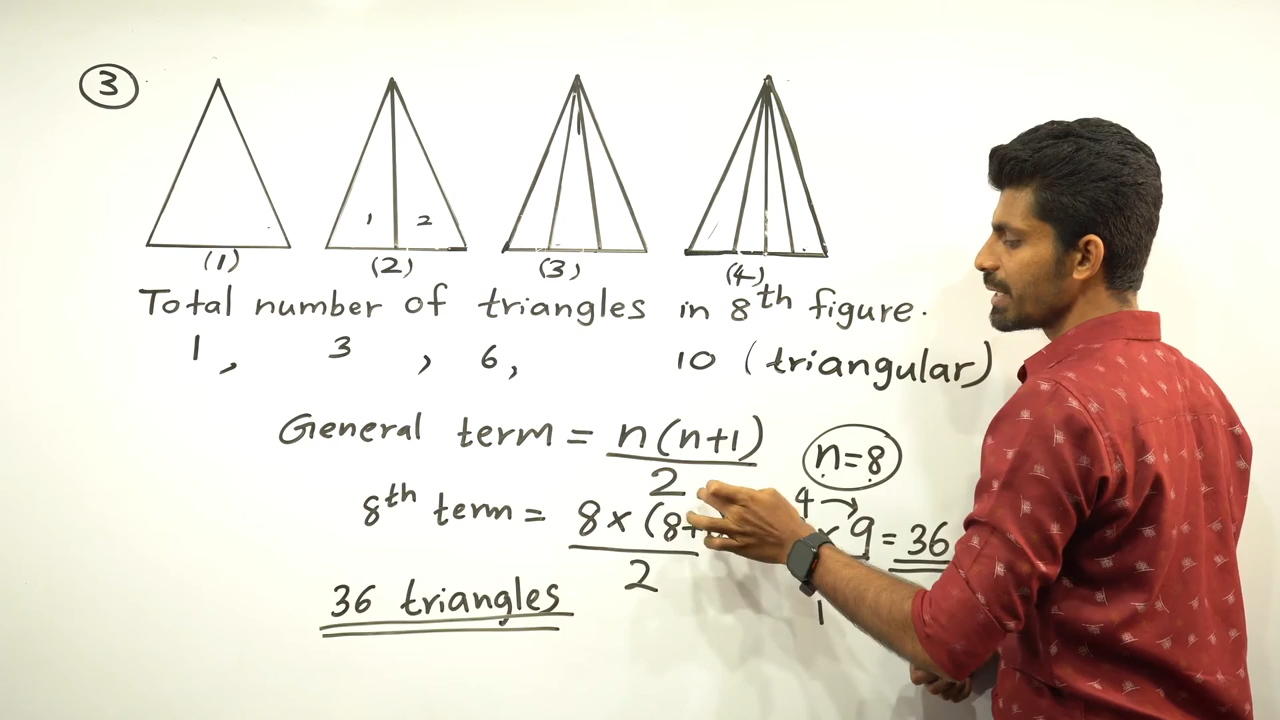 3
1 2
(1) (2) (3) (4)
Total number of triangles in 8th figure.
1, 3, 6, 10 (triangular)
General term = n(n+1)
2
n=8
8th term = 8 × (8+
2
4
× 9 = 36
1
36 triangles